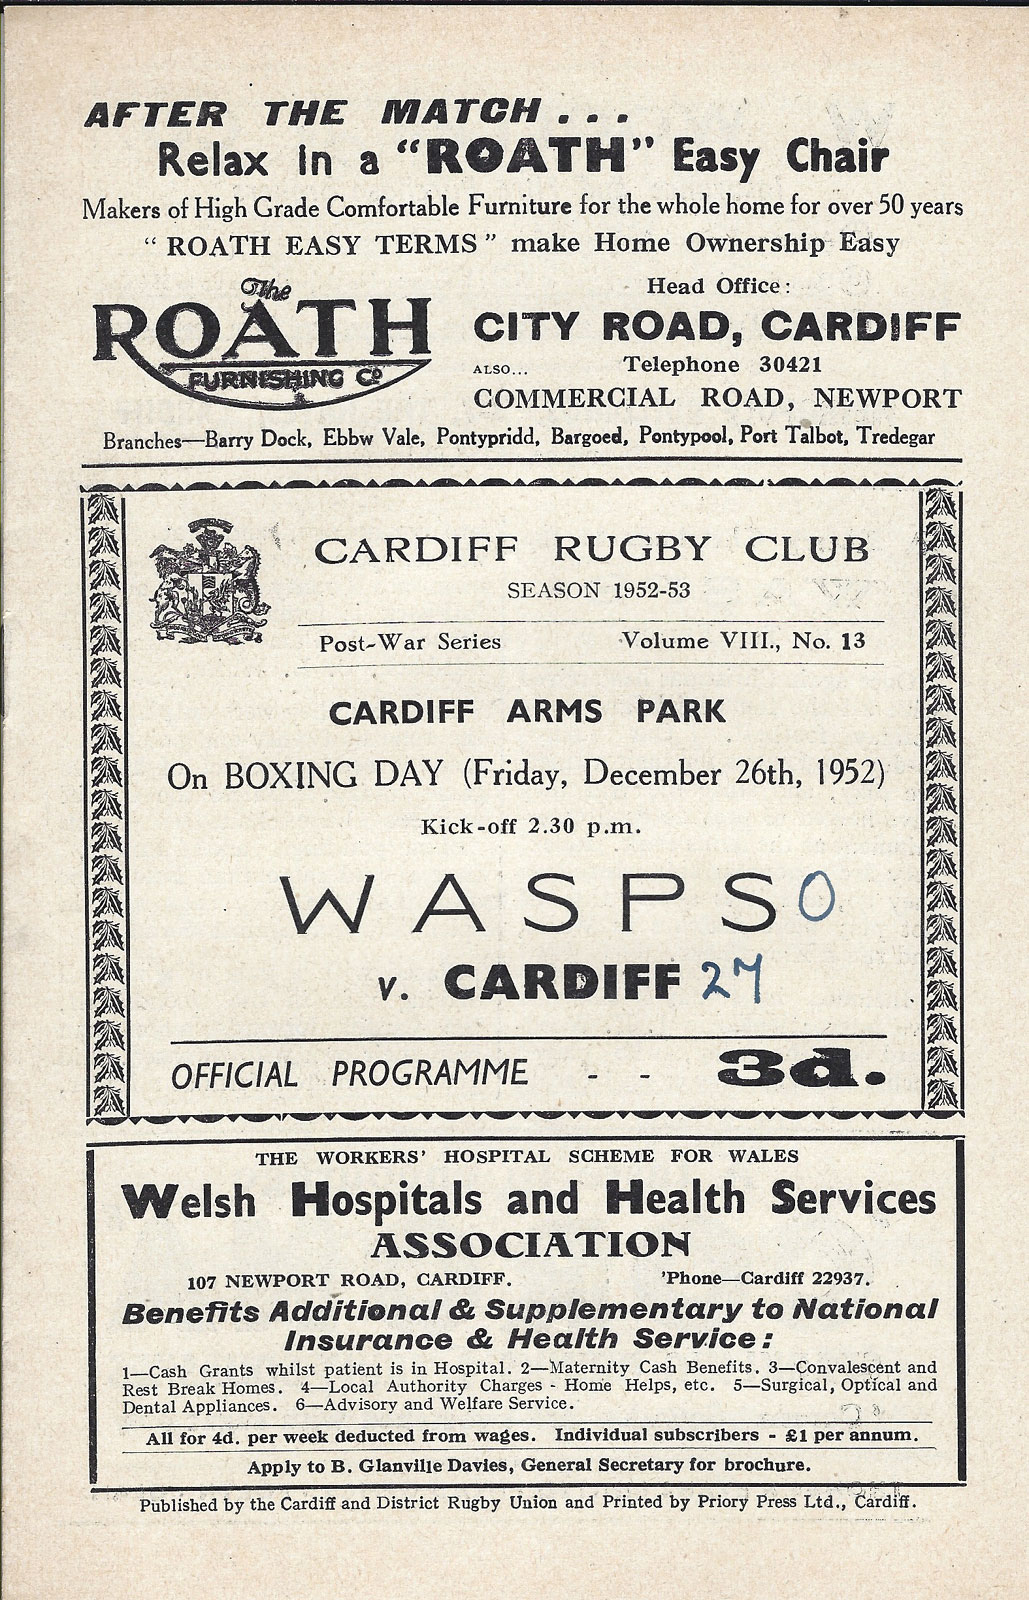 AFTER THE MATCH . . .
Relax in a "ROATH" Easy Chair
Makers of High Grade Comfortable Furniture for the whole home for over 50 years
"ROATH EASY TERMS" make Home Ownership Easy
The
ROATH
FURNISHING Co
Head Office:
CITY ROAD, CARDIFF
Telephone 30421
ALSO...
COMMERCIAL ROAD, NEWPORT
Branches—Barry Dock, Ebbw Vale, Pontypridd, Bargoed, Pontypool, Port Talbot, Tredegar
CARDIFF RUGBY CLUB
SEASON 1952-53
Post-War Series Volume VIII., No. 13
CARDIFF ARMS PARK
On BOXING DAY (Friday, December 26th, 1952)
Kick-off 2.30 p.m.
WASPS 0
v. CARDIFF 27
OFFICIAL PROGRAMME - - 3d.
THE WORKERS' HOSPITAL SCHEME FOR WALES
Welsh Hospitals and Health Services
ASSOCIATION
107 NEWPORT ROAD, CARDIFF. 'Phone—Cardiff 22937.
Benefits Additional & Supplementary to National
Insurance & Health Service:
1—Cash Grants whilst patient is in Hospital. 2—Maternity Cash Benefits. 3—Convalescent and
Rest Break Homes. 4—Local Authority Charges - Home Helps, etc. 5—Surgical, Optical and
Dental Appliances. 6—Advisory and Welfare Service.
All for 4d. per week deducted from wages. Individual subscribers - £1 per annum.
Apply to B. Glanville Davies, General Secretary for brochure.
Published by the Cardiff and District Rugby Union and Printed by Priory Press Ltd., Cardiff.